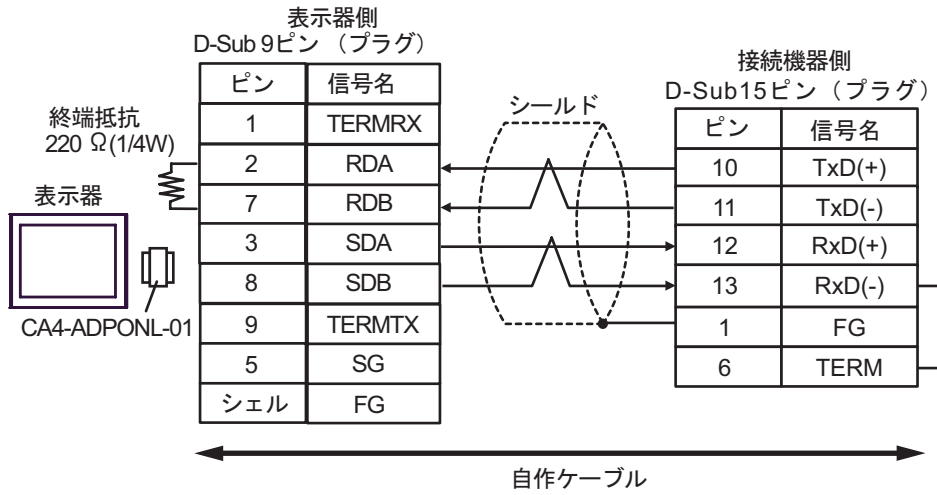 表示器側
D-Sub 9ピン （プラグ）
ピン 信号名
1 TERMRX
2 RDA
7 RDB
3 SDA
8 SDB
9 TERMTX
5 SG
シェル FG
終端抵抗
220 Ω(1/4W)
表示器
CA4-ADPONL-01
シールド
接続機器側
D-Sub15ピン （プラグ）
ピン 信号名
10 TxD(+)
11 TxD(-)
12 RxD(+)
13 RxD(-)
1 FG
6 TERM
自作ケーブル